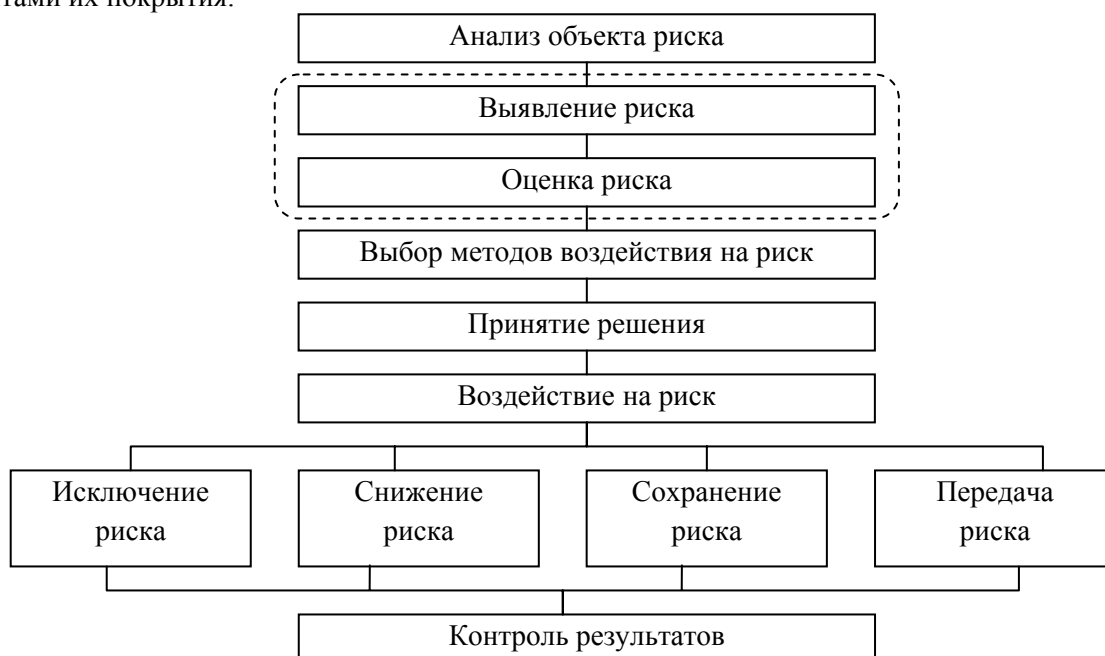 тами их покрытия.
Анализ объекта риска
Выявление риска
Оценка риска
Выбор методов воздействия на риск
Принятие решения
Воздействие на риск
Исключение
риска
Снижение
риска
Сохранение
риска
Передача
риска
Контроль результатов